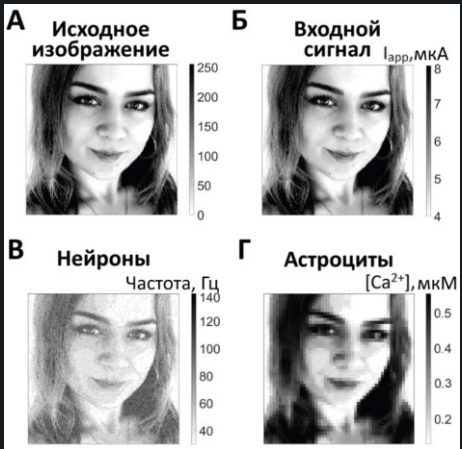 А
Исходное
изображение
250
200
150
100
50
0
Б
Входной
сигнал
Iapp,мкА
8
7
6
5
4
В
Нейроны
Частота, Гц
140
120
100
80
60
40
Г
Астроциты
[Ca²⁺],мкМ
0.5
0.4
0.3
0.2